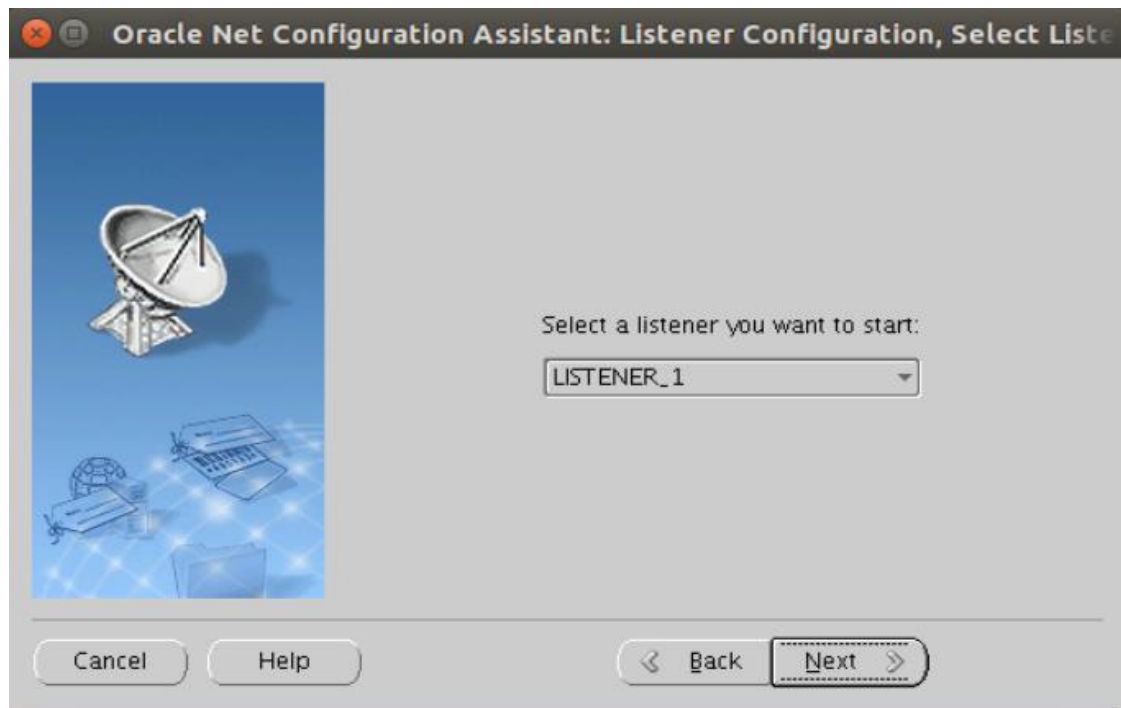 Oracle Net Configuration Assistant: Listener Configuration, Select Liste
Select a listener you want to start:
LISTENER_1
Cancel
Help
Back
Next